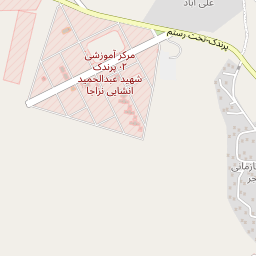 علی آباد
پرندک-تخت رستم
مرکز آموزشی
۰۲ پرندک
شهید عبدالحمید
انشایی نزاجا